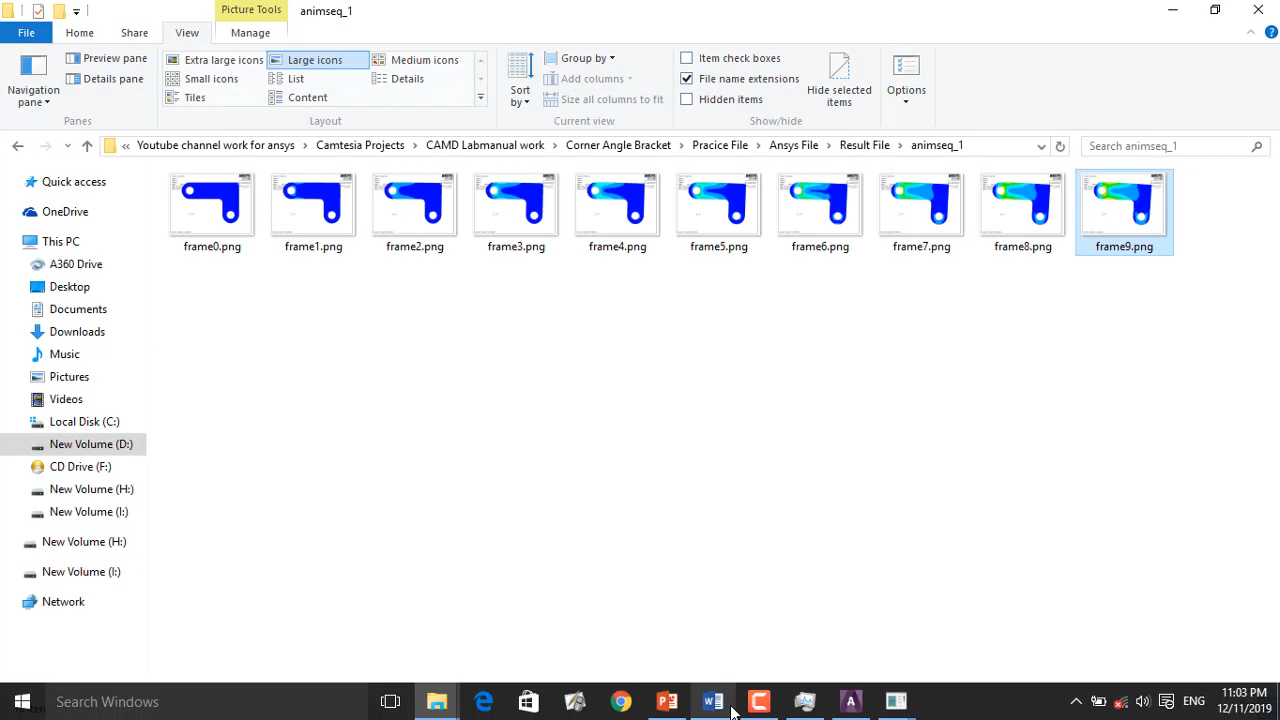 Picture Tools
animseq_1
File
Home
Share
View
Manage
Navigation pane
Preview pane
Details pane
Extra large icons
Large icons
Medium icons
Small icons
List
Details
Tiles
Content
Sort by
Group by
Add columns
Size all columns to fit
Item check boxes
File name extensions
Hidden items
Hide selected items
Options
Panes
Layout
Current view
Show/hide
« Youtube channel work for ansys > Camtesia Projects > CAMD Labmanual work > Corner Angle Bracket > Pracice File > Ansys File > Result File > animseq_1
Search animseq_1
Quick access
OneDrive
This PC
A360 Drive
Desktop
Documents
Downloads
Music
Pictures
Videos
Local Disk (C:)
New Volume (D:)
CD Drive (F:)
New Volume (H:)
New Volume (I:)
New Volume (H:)
New Volume (I:)
Network
frame0.png
frame1.png
frame2.png
frame3.png
frame4.png
frame5.png
frame6.png
frame7.png
frame8.png
frame9.png
Search Windows
ENG
11:03 PM
12/11/2019